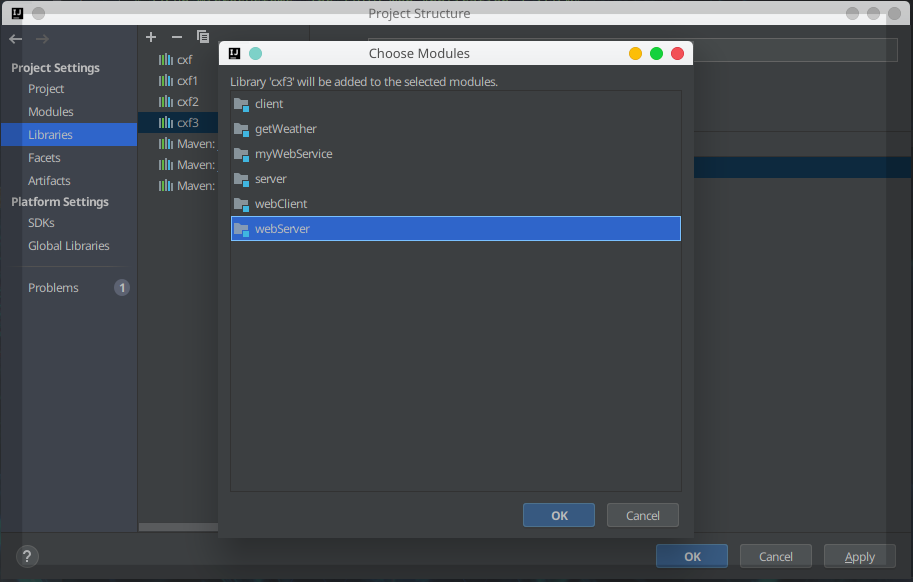 Project Structure
Project Settings
Project
Modules
Libraries
Facets
Artifacts
Platform Settings
SDKs
Global Libraries
Problems
1
cxf
cxf1
cxf2
cxf3
Maven:
Maven:
Maven:
Choose Modules
Library 'cxf3' will be added to the selected modules.
client
getWeather
myWebService
server
webClient
webServer
OK
Cancel
?
OK
Cancel
Apply